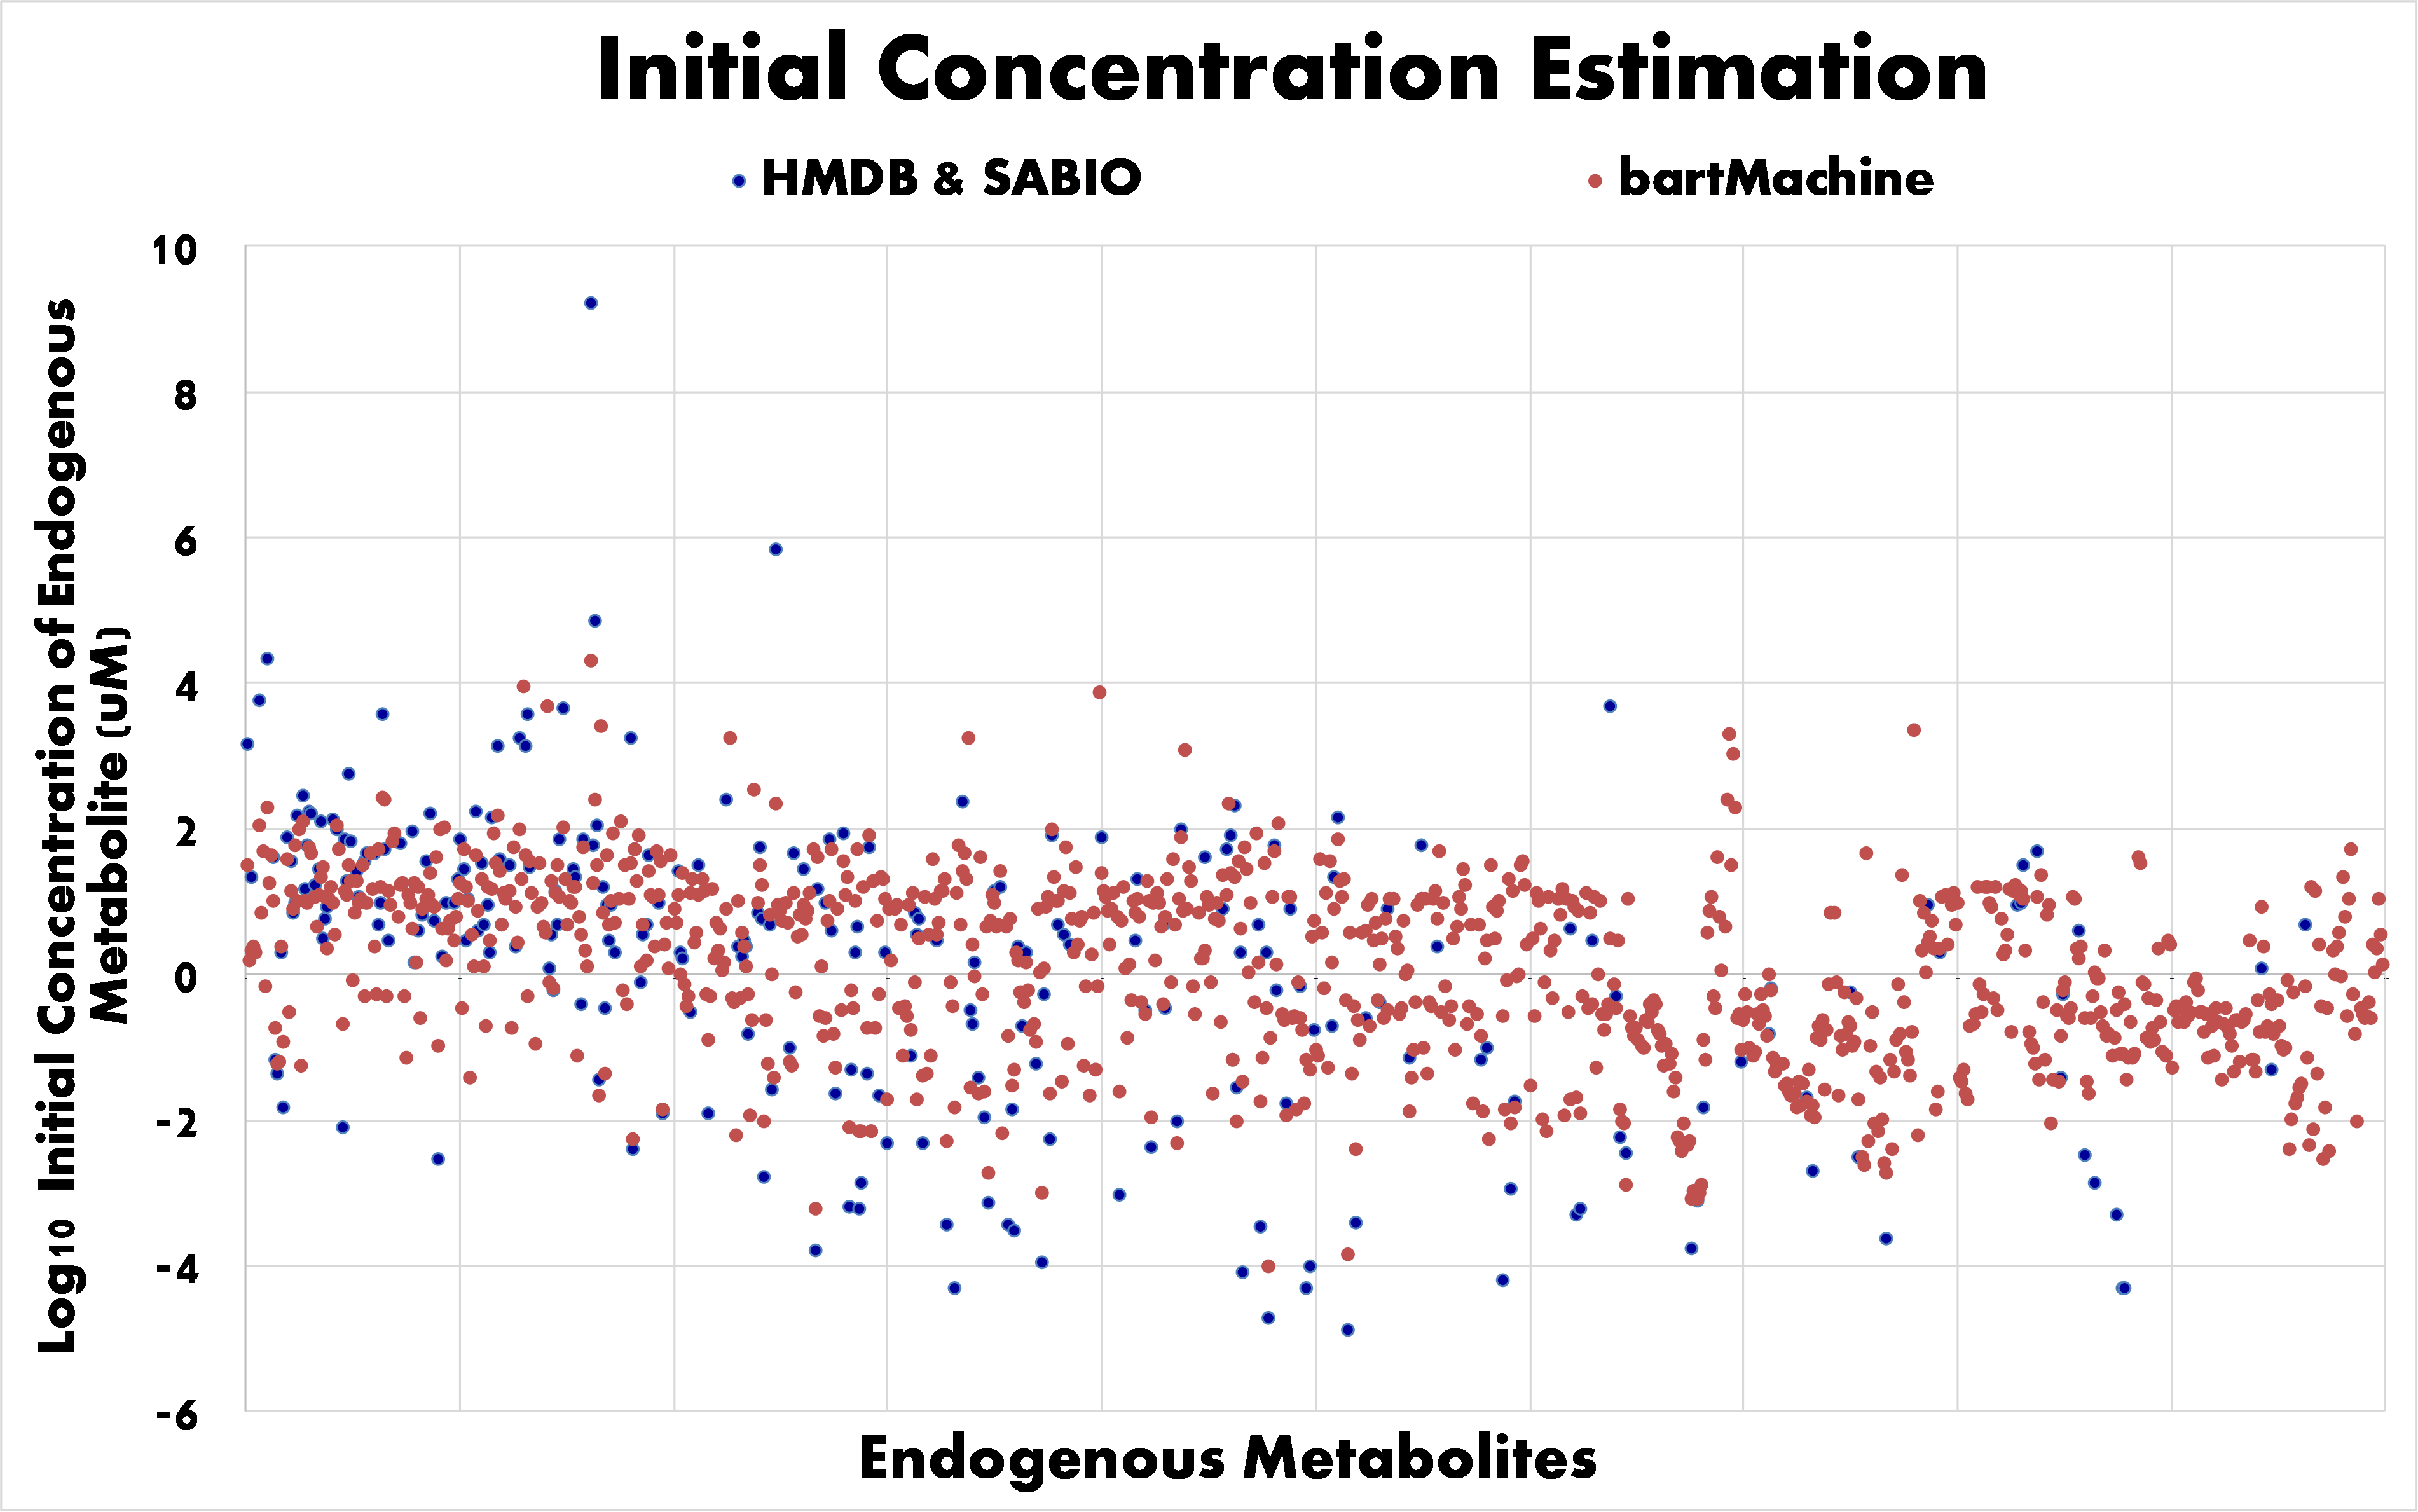 Initial Concentration Estimation
HMDB & SABIO
bartMachine
Log10 Initial Concentration of Endogenous
Metabolite (uM)
10
8
6
4
2
0
-2
-4
-6
Endogenous Metabolites